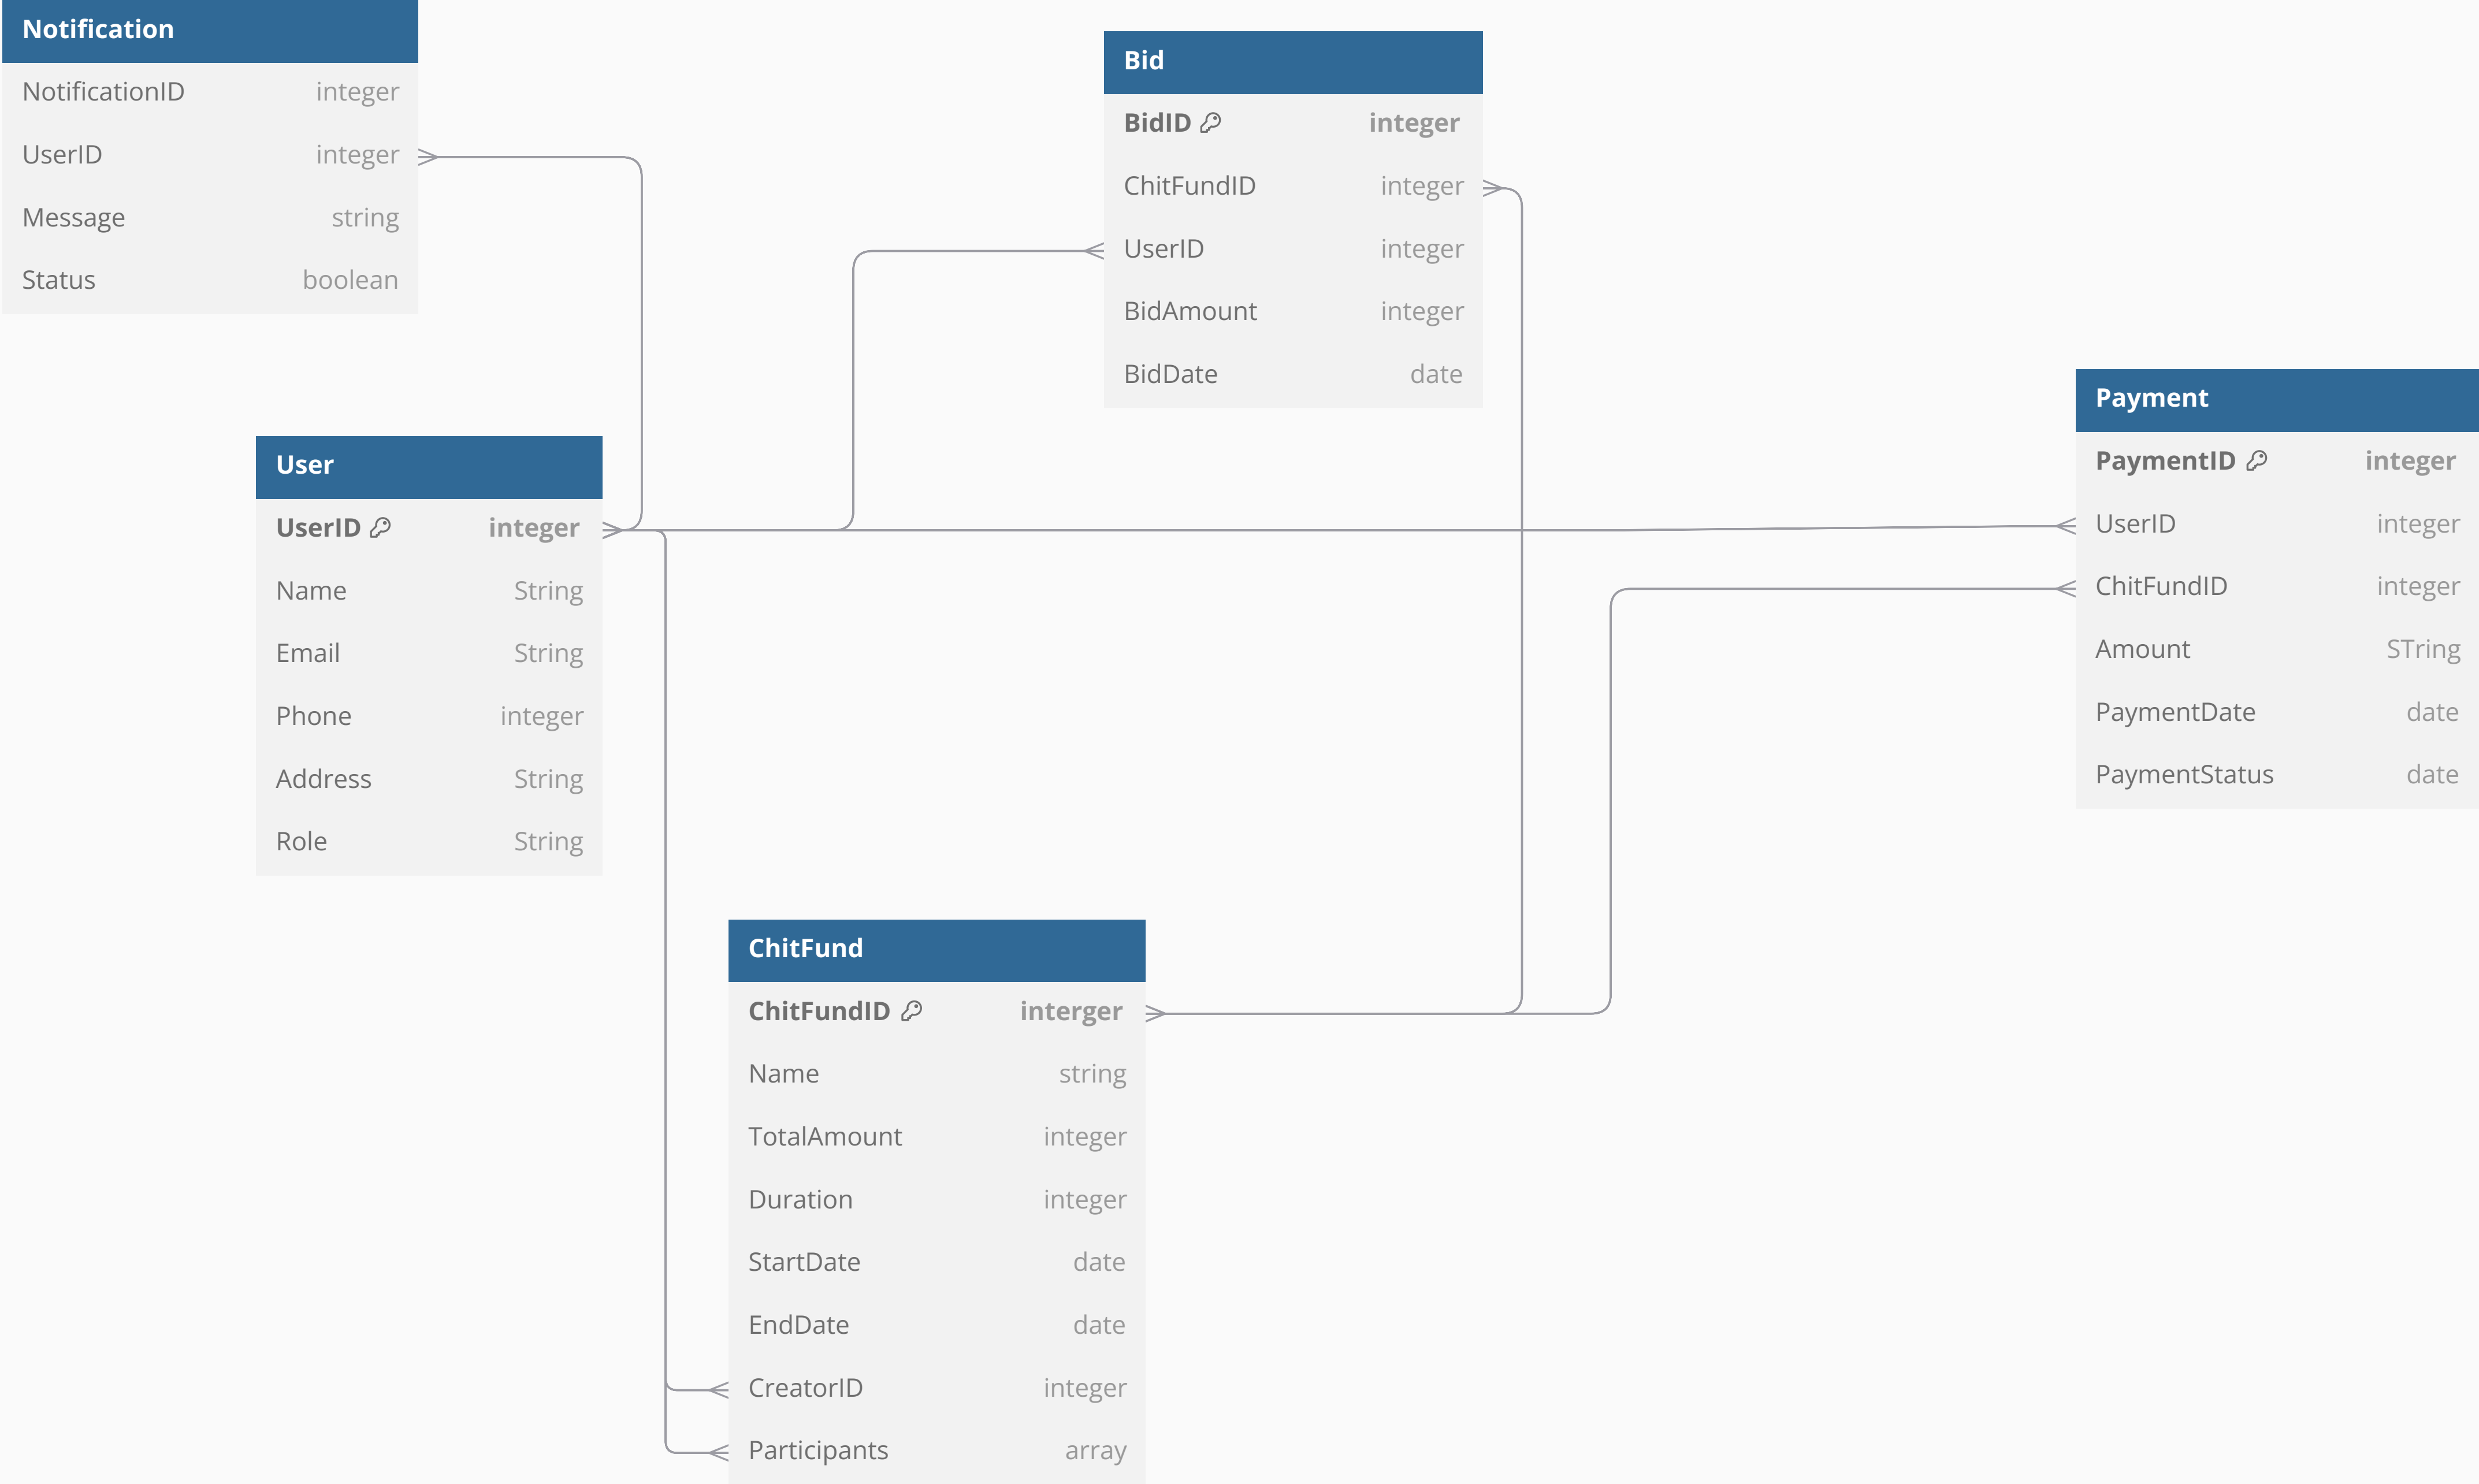 Notification
NotificationID integer
UserID integer
Message string
Status boolean
Bid
BidID integer
ChitFundID integer
UserID integer
BidAmount integer
BidDate date
Payment
PaymentID integer
UserID integer
ChitFundID integer
Amount STring
PaymentDate date
PaymentStatus date
User
UserID integer
Name String
Email String
Phone integer
Address String
Role String
ChitFund
ChitFundID interger
Name string
TotalAmount integer
Duration integer
StartDate date
EndDate date
CreatorID integer
Participants array